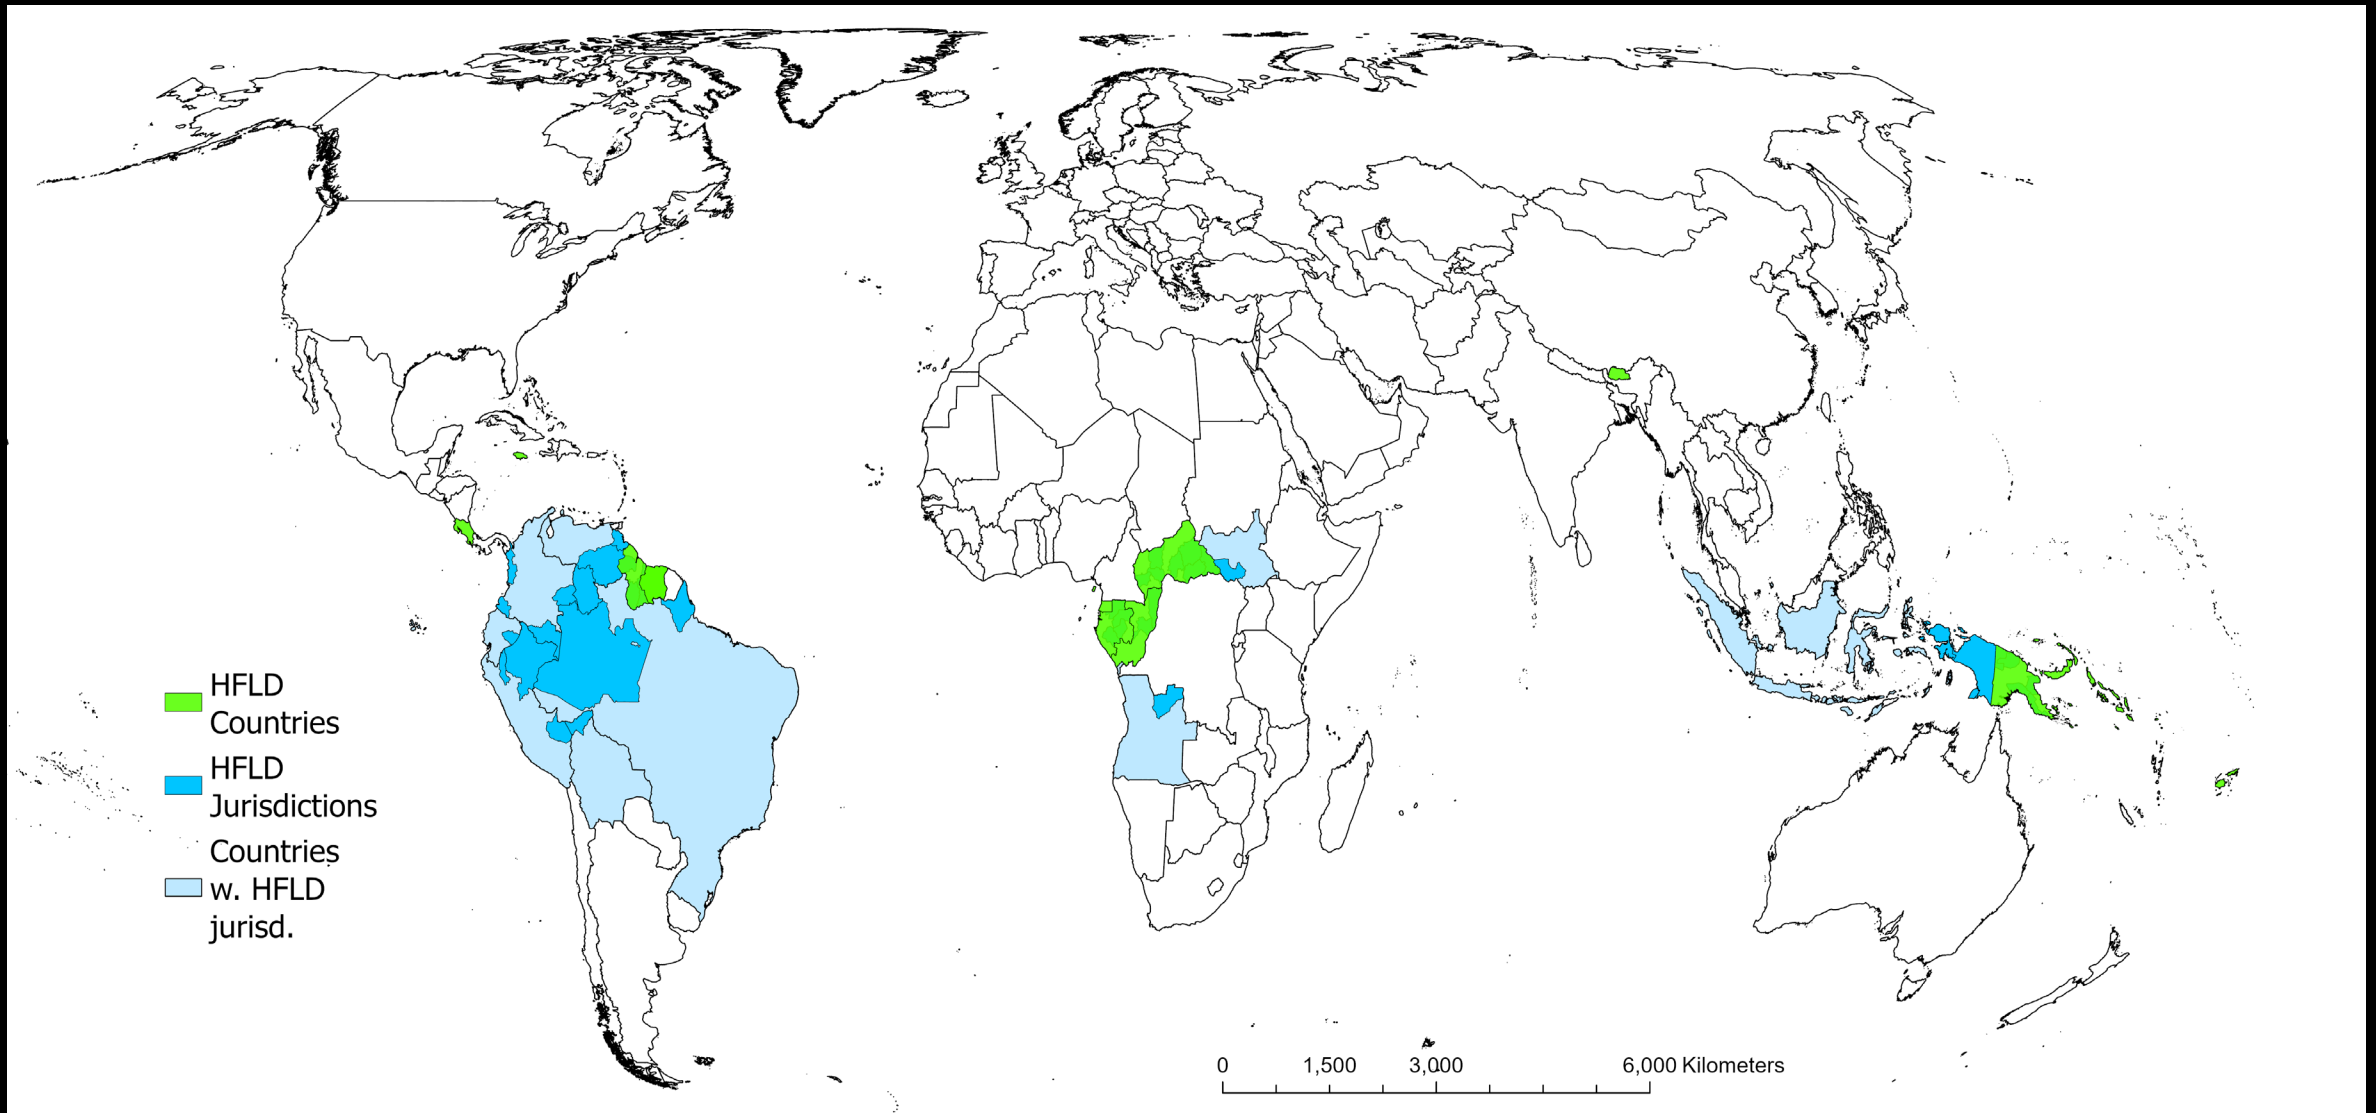 HFLD
Countries
HFLD
Jurisdictions
Countries
w. HFLD
jurisd.
0 1,500 3,000 6,000 Kilometers